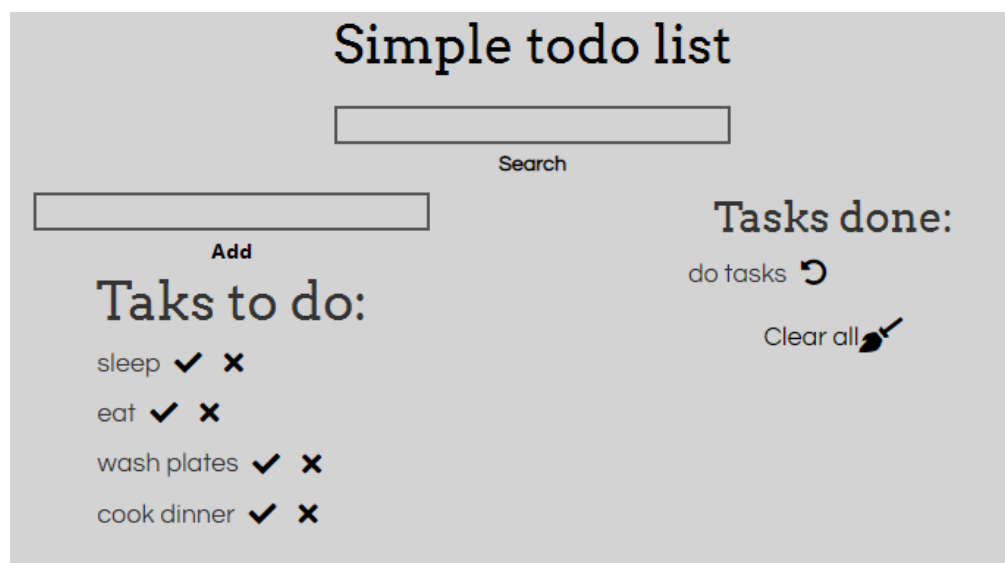 Simple todo list
Search
Add
Taks to do:
sleep
eat
wash plates
cook dinner
Tasks done:
do tasks
Clear all